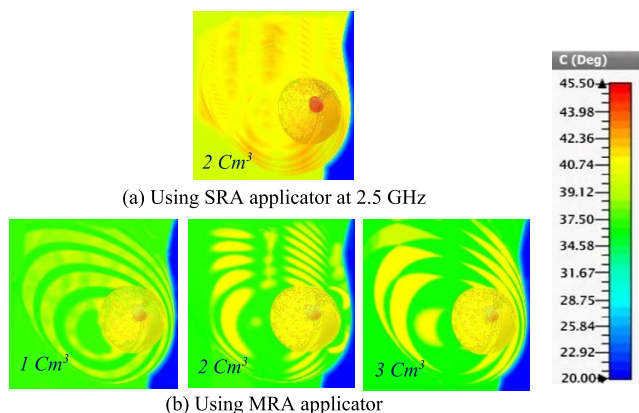 2 Cm³
(a) Using SRA applicator at 2.5 GHz
1 Cm³
2 Cm³
3 Cm³
(b) Using MRA applicator
C (Deg)
45.50
43.98
42.36
40.74
39.12
37.50
34.58
31.67
28.75
25.84
22.92
20.00